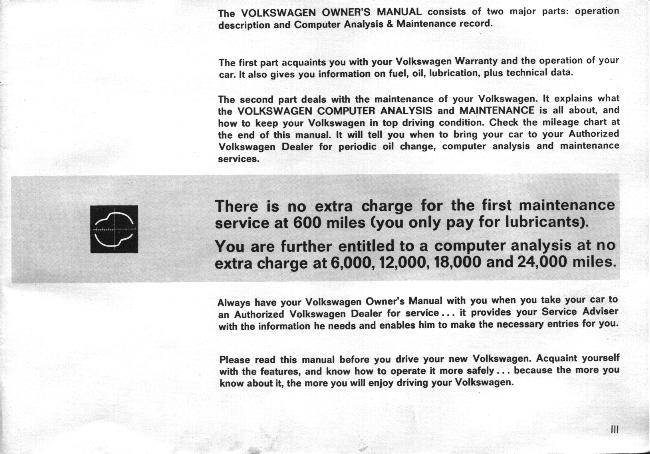 The VOLKSWAGEN OWNER'S MANUAL consists of two major parts: operation
description and Computer Analysis & Maintenance record.
The first part acquaints you with your Volkswagen Warranty and the operation of your
car. It also gives you information on fuel, oil, lubrication, plus technical data.
The second part deals with the maintenance of your Volkswagen. It explains what
the VOLKSWAGEN COMPUTER ANALYSIS and MAINTENANCE is all about, and
how to keep your Volkswagen in top driving condition. Check the mileage chart at
the end of this manual. It will tell you when to bring your car to your Authorized
Volkswagen Dealer for periodic oil change, computer analysis and maintenance
services.
There is no extra charge for the first maintenance
service at 600 miles (you only pay for lubricants).
You are further entitled to a computer analysis at no
extra charge at 6,000, 12,000, 18,000 and 24,000 miles.
Always have your Volkswagen Owner's Manual with you when you take your car to
an Authorized Volkswagen Dealer for service... it provides your Service Adviser
with the information he needs and enables him to make the necessary entries for you.
Please read this manual before you drive your new Volkswagen. Acquaint yourself
with the features, and know how to operate it more safely... because the more you
know about it, the more you will enjoy driving your Volkswagen.
III